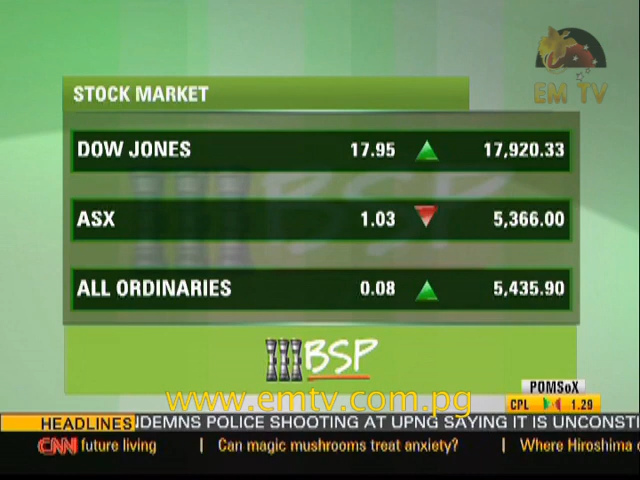 EM TV
STOCK MARKET
DOW JONES 17.95 17,920.33
ASX 1.03 5,366.00
ALL ORDINARIES 0.08 5,435.90
BSP
www.emtv.com.pg
POMSoX
CPL 1.29
HEADLINES NDEMNS POLICE SHOOTING AT UPNG SAYING IT IS UNCONSTI
CNN future living | Can magic mushrooms treat anxiety? | Where Hiroshima